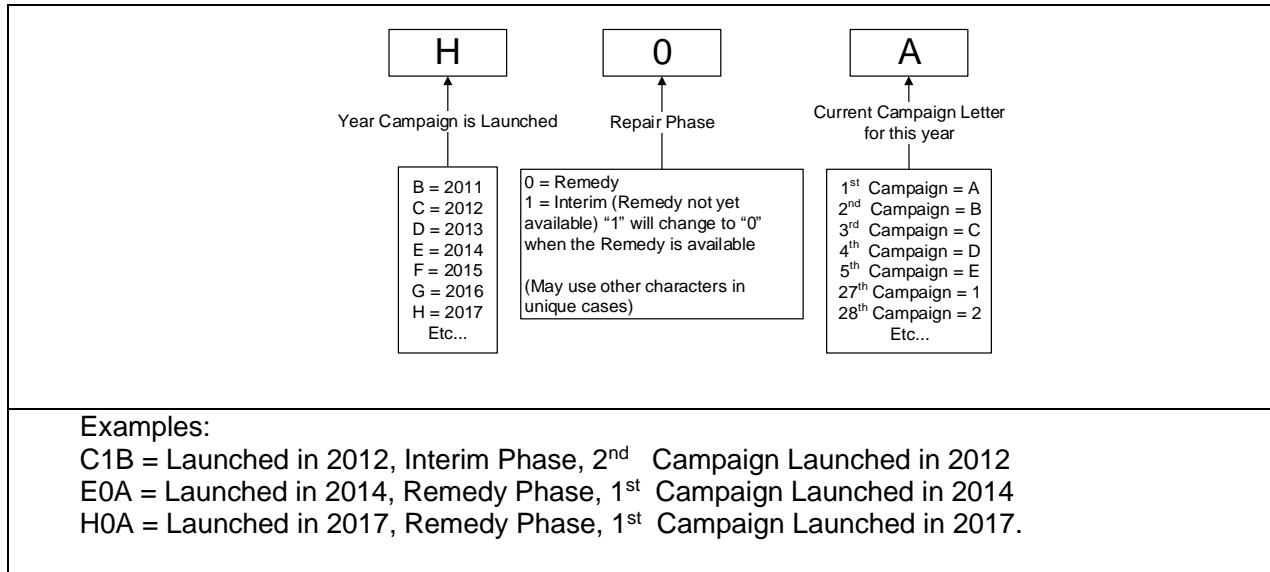 H 0 A
Year Campaign is Launched
Repair Phase
Current Campaign Letter
for this year
B = 2011
C = 2012
D = 2013
E = 2014
F = 2015
G = 2016
H = 2017
Etc...
0 = Remedy
1 = Interim (Remedy not yet
available) “1” will change to “0”
when the Remedy is available
(May use other characters in
unique cases)
1st Campaign = A
2nd Campaign = B
3rd Campaign = C
4th Campaign = D
5th Campaign = E
27th Campaign = 1
28th Campaign = 2
Etc...
Examples:
C1B = Launched in 2012, Interim Phase, 2nd Campaign Launched in 2012
E0A = Launched in 2014, Remedy Phase, 1st Campaign Launched in 2014
H0A = Launched in 2017, Remedy Phase, 1st Campaign Launched in 2017.